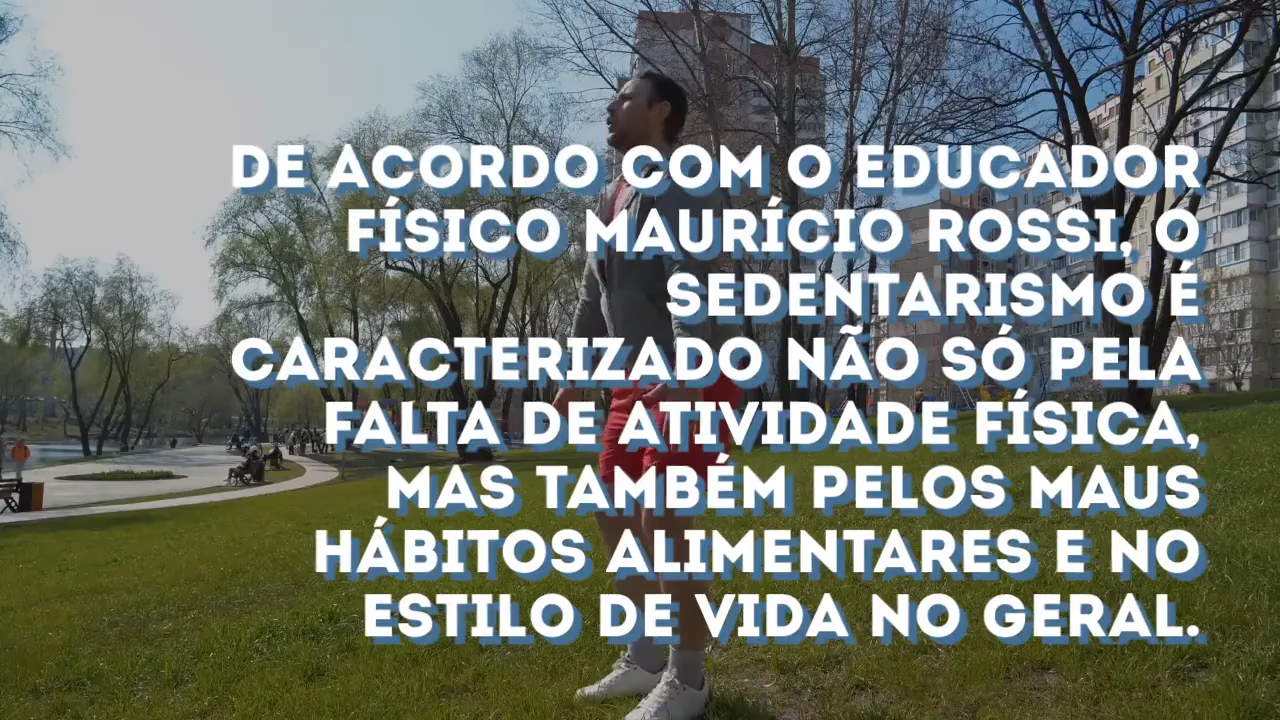 DE ACORDO COM O EDUCADOR
FÍSICO MAURÍCIO ROSSI, O
SEDENTARISMO É
CARACTERIZADO NÃO SÓ PELA
FALTA DE ATIVIDADE FÍSICA,
MAS TAMBÉM PELOS MAUS
HÁBITOS ALIMENTARES E NO
ESTILO DE VIDA NO GERAL.